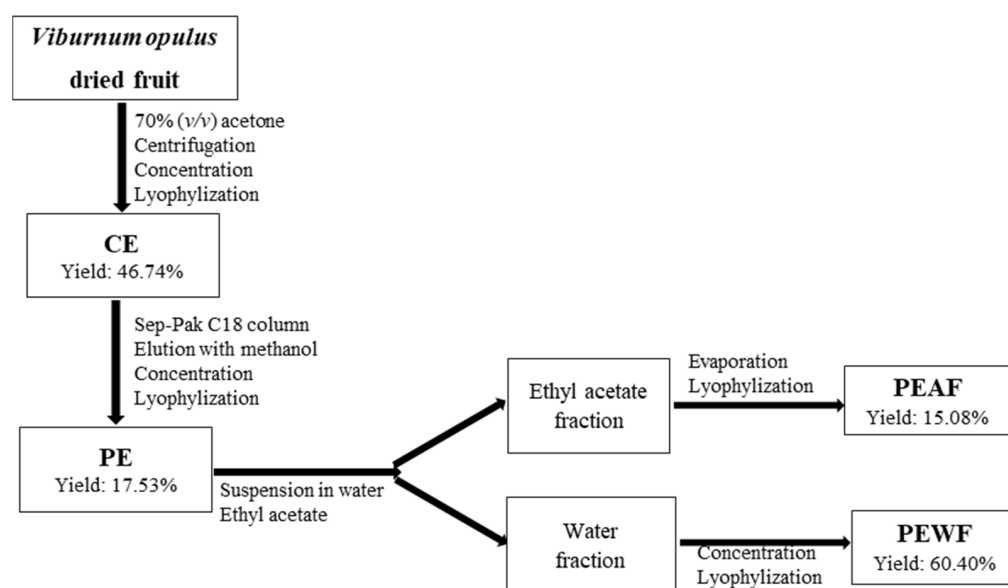 Viburnum opulus
dried fruit
70% (v/v) acetone
Centrifugation
Concentration
Lyophylization
CE
Yield: 46.74%
Sep-Pak C18 column
Elution with methanol
Concentration
Lyophylization
PE
Yield: 17.53%
Suspension in water
Ethyl acetate
Ethyl acetate
fraction
Evaporation
Lyophylization
PEAF
Yield: 15.08%
Water
fraction
Concentration
Lyophylization
PEWF
Yield: 60.40%